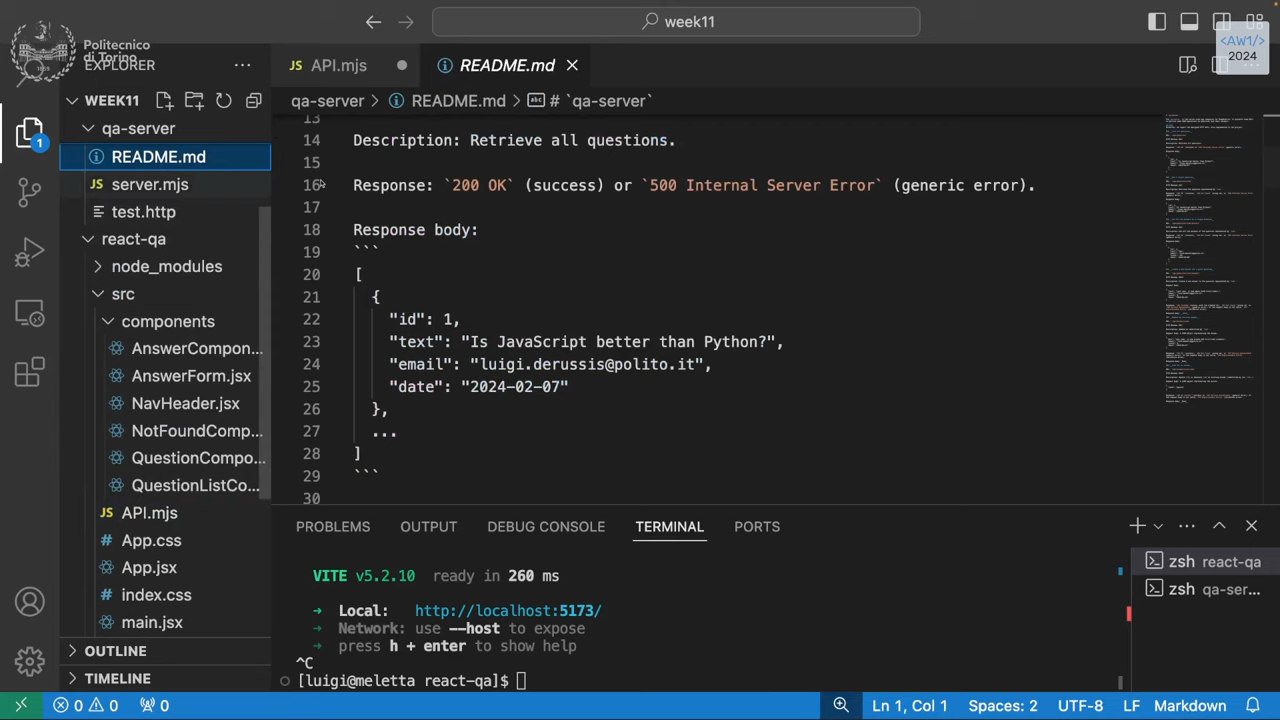 week11
Politecnico
di Torino
1859
<AW1/>
2024
EXPLORER
API.mjs
README.md
WEEK11
qa-server > README.md > # `qa-server`
qa-server
README.md
server.mjs
test.http
react-qa
node_modules
src
components
AnswerCompon...
AnswerForm.jsx
NavHeader.jsx
NotFoundComp...
QuestionCompo...
QuestionListCo...
API.mjs
App.css
App.jsx
index.css
main.jsx
OUTLINE
TIMELINE
1
13
14 Description: Retrieve all questions.
15
16 Response: `200 OK` (success) or `500 Internal Server Error` (generic error).
17
18 Response body:
19 ```
20 [
21 {
22 "id": 1,
23 "text": "Is JavaScript better than Python?",
24 "email": "luigi.derussis@polito.it",
25 "date": "2024-02-07"
26 },
27 ...
28 ]
29 ```
30
PROBLEMS OUTPUT DEBUG CONSOLE TERMINAL PORTS
VITE v5.2.10 ready in 260 ms
➜ Local: http://localhost:5173/
➜ Network: use --host to expose
➜ press h + enter to show help
^C
[luigi@meletta react-qa]$
zsh react-qa
zsh qa-ser...
0 0 0 Ln 1, Col 1 Spaces: 2 UTF-8 LF Markdown